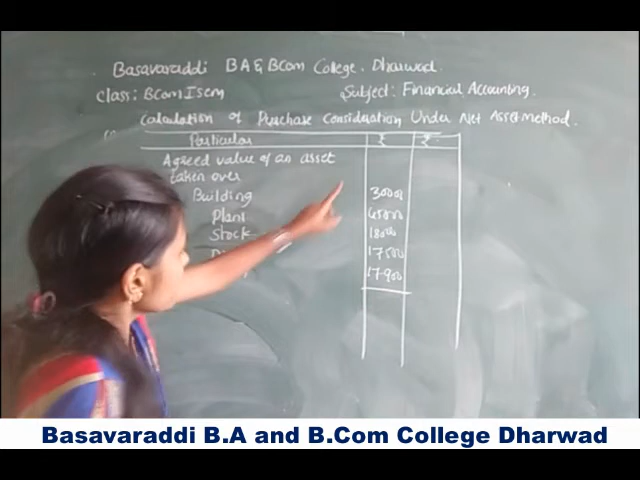 Basavaraddi BA & BCom College. Dharwad.
Class: BCom I sem Subject: Financial Accounting.
Calculation of Purchase Consideration Under Net Asset Method.
Particular ₹ ₹
Agreed value of an asset
taken over
Building 30000
Plant
Stock 18000
17500
17900
Basavaraddi B.A and B.Com College Dharwad